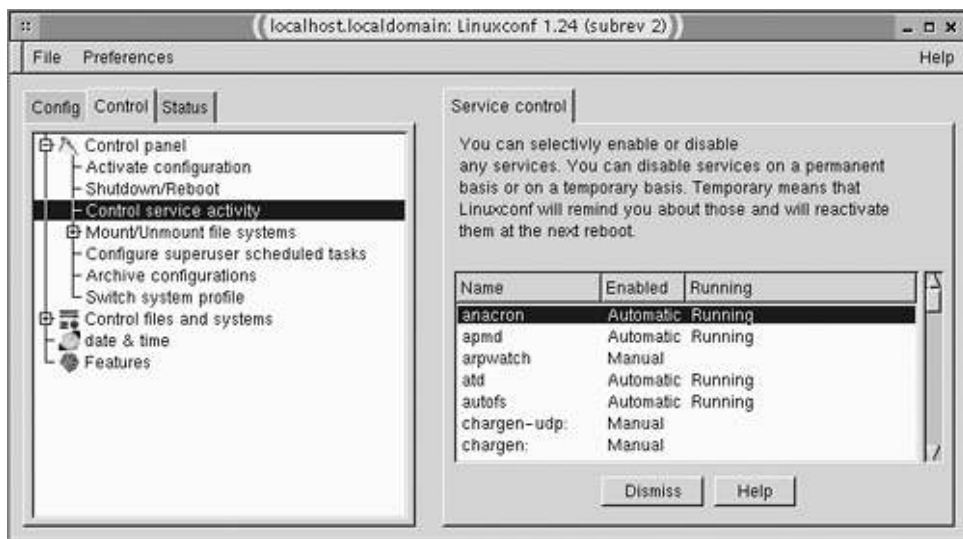 localhost.localdomain: Linuxconf 1.24 (subrev 2)
File Preferences Help
Config Control Status
Control panel
Activate configuration
Shutdown/Reboot
Control service activity
Mount/Unmount file systems
Configure superuser scheduled tasks
Archive configurations
Switch system profile
Control files and systems
date & time
Features
Service control
You can selectivly enable or disable
any services. You can disable services on a permanent
basis or on a temporary basis. Temporary means that
Linuxconf will remind you about those and will reactivate
them at the next reboot.
Name Enabled Running
anacron Automatic Running
apmd Automatic Running
arpwatch Manual
atd Automatic Running
autofs Automatic Running
chargen-udp: Manual
chargen: Manual
Dismiss Help